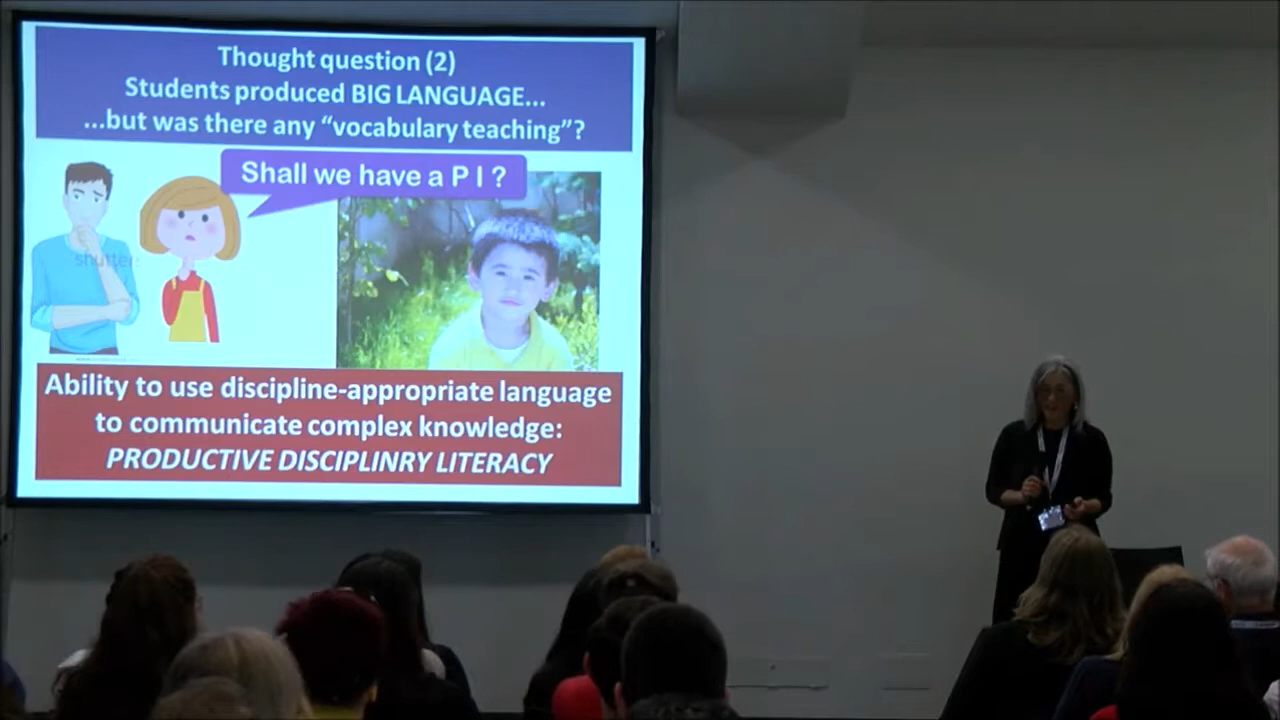 Thought question (2)
Students produced BIG LANGUAGE...
...but was there any “vocabulary teaching”?
Shall we have a P I ?
shutter
Ability to use discipline-appropriate language
to communicate complex knowledge:
PRODUCTIVE DISCIPLINRY LITERACY